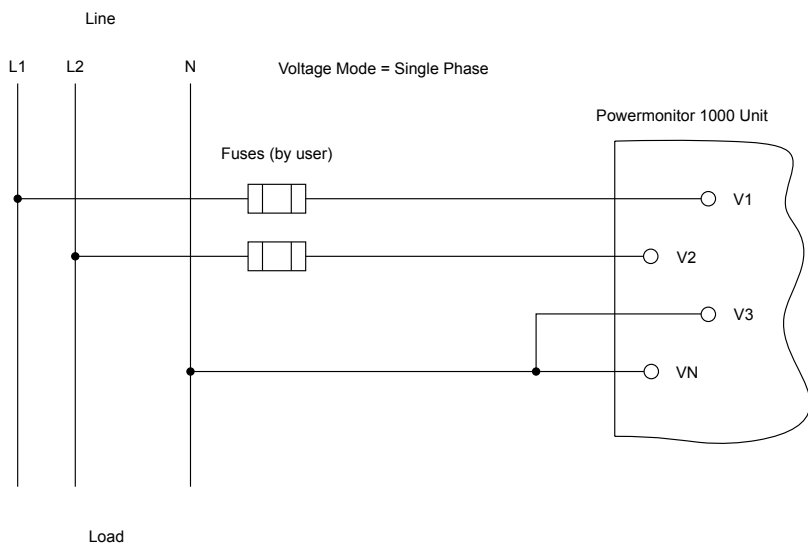 Line
L1 L2 N Voltage Mode = Single Phase
Powermonitor 1000 Unit
Fuses (by user)
V1
V2
V3
VN
Load